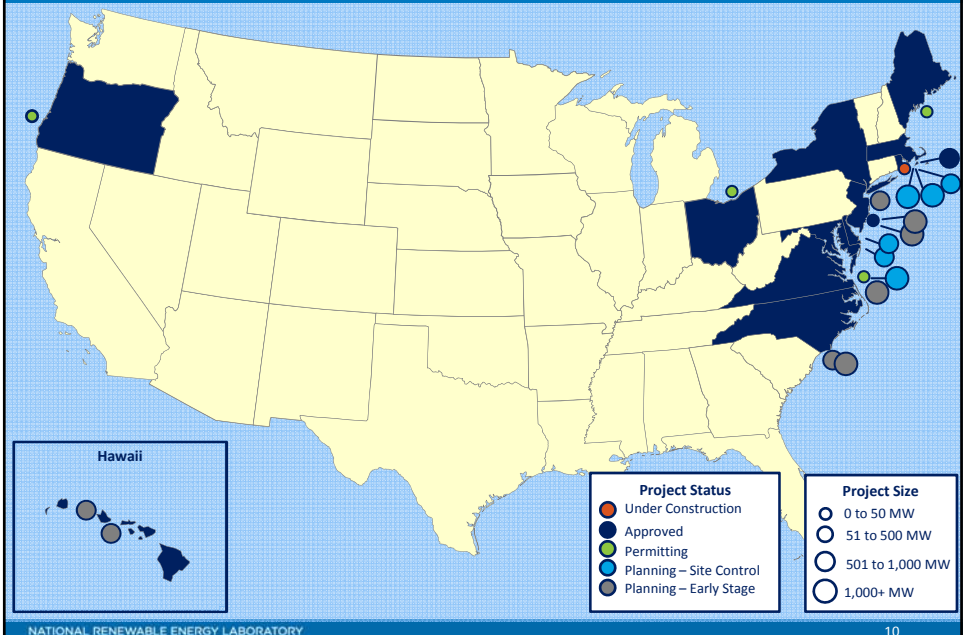 Hawaii
Project Status
Under Construction
Approved
Permitting
Planning – Site Control
Planning – Early Stage
Project Size
0 to 50 MW
51 to 500 MW
501 to 1,000 MW
1,000+ MW
NATIONAL RENEWABLE ENERGY LABORATORY
10